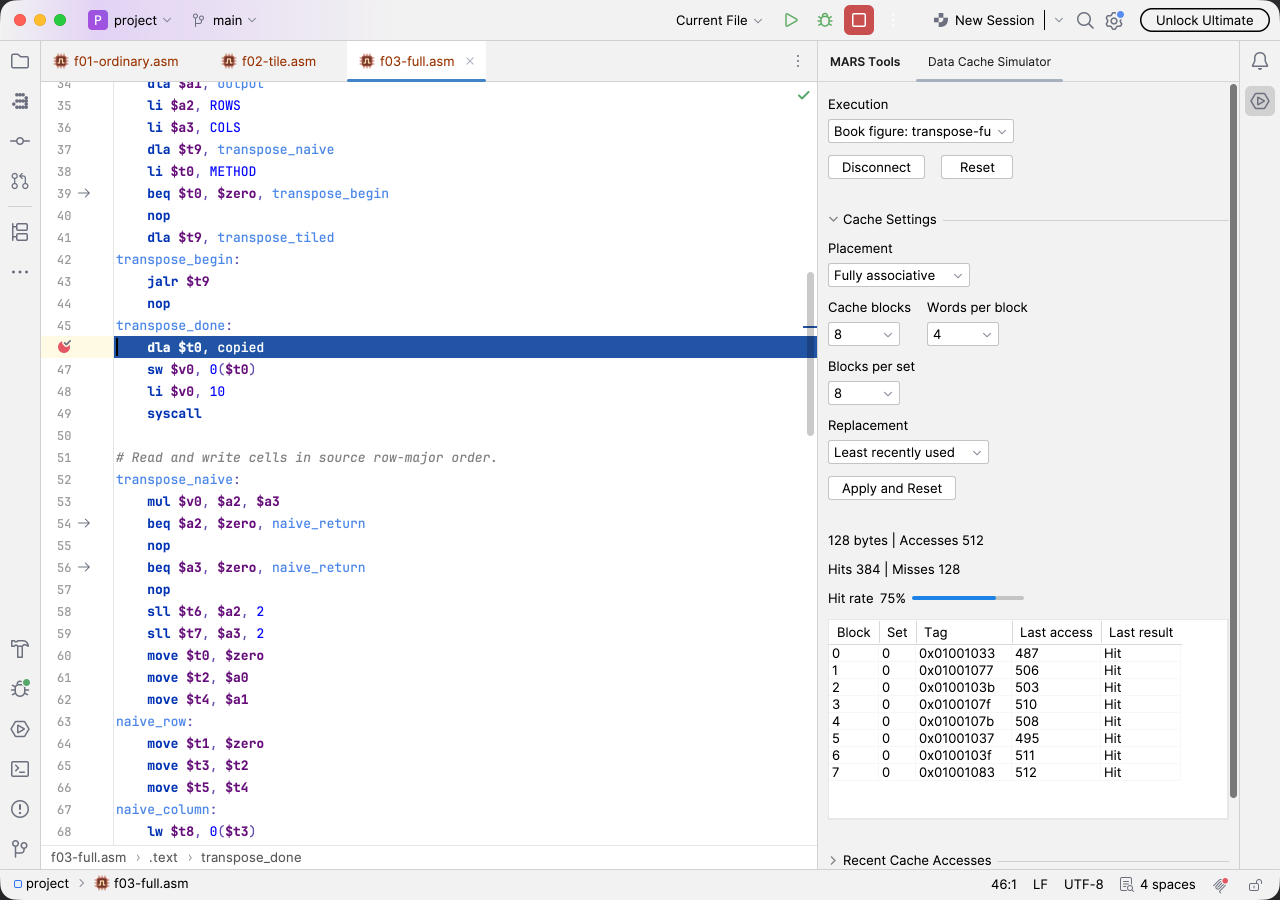 P project main Current File New Session Unlock Ultimate
f01-ordinary.asm f02-tile.asm f03-full.asm
34 dla $a1, output
35 li $a2, ROWS
36 li $a3, COLS
37 dla $t9, transpose_naive
38 li $t0, METHOD
39 beq $t0, $zero, transpose_begin
40 nop
41 dla $t9, transpose_tiled
42 transpose_begin:
43 jalr $t9
44 nop
45 transpose_done:
dla $t0, copied
47 sw $v0, 0($t0)
48 li $v0, 10
49 syscall
50
51 # Read and write cells in source row-major order.
52 transpose_naive:
53 mul $v0, $a2, $a3
54 beq $a2, $zero, naive_return
55 nop
56 beq $a3, $zero, naive_return
57 nop
58 sll $t6, $a2, 2
59 sll $t7, $a3, 2
60 move $t0, $zero
61 move $t2, $a0
62 move $t4, $a1
63 naive_row:
64 move $t1, $zero
65 move $t3, $t2
66 move $t5, $t4
67 naive_column:
68 lw $t8, 0($t3)
f03-full.asm › .text › transpose_done
MARS Tools Data Cache Simulator
Execution
Book figure: transpose-fu
Disconnect Reset
Cache Settings
Placement
Fully associative
Cache blocks Words per block
8 4
Blocks per set
8
Replacement
Least recently used
Apply and Reset
128 bytes | Accesses 512
Hits 384 | Misses 128
Hit rate 75%
Block Set Tag Last access Last result
0 0 0x01001033 487 Hit
1 0 0x01001077 506 Hit
2 0 0x0100103b 503 Hit
3 0 0x0100107f 510 Hit
4 0 0x0100107b 508 Hit
5 0 0x01001037 495 Hit
6 0 0x0100103f 511 Hit
7 0 0x01001083 512 Hit
Recent Cache Accesses
project › f03-full.asm 46:1 LF UTF-8 4 spaces